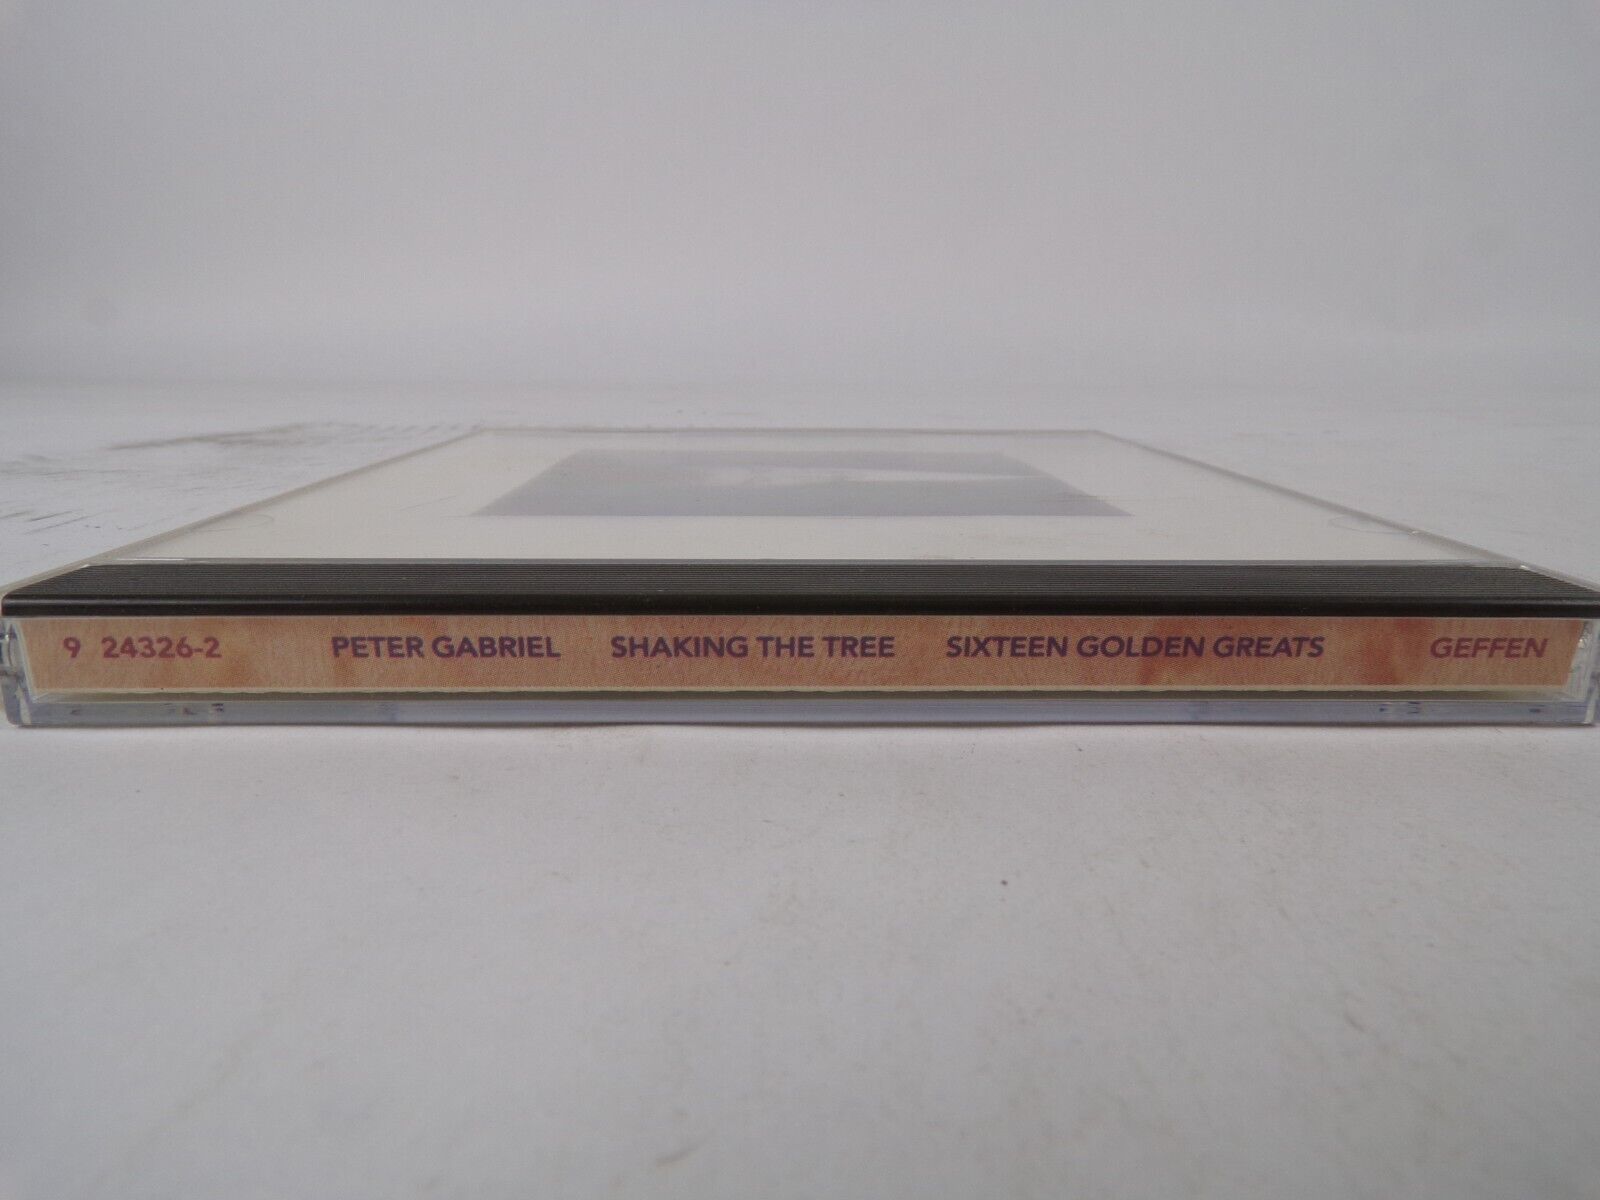 9 24326-2 PETER GABRIEL SHAKING THE TREE SIXTEEN GOLDEN GREATS GEFFEN